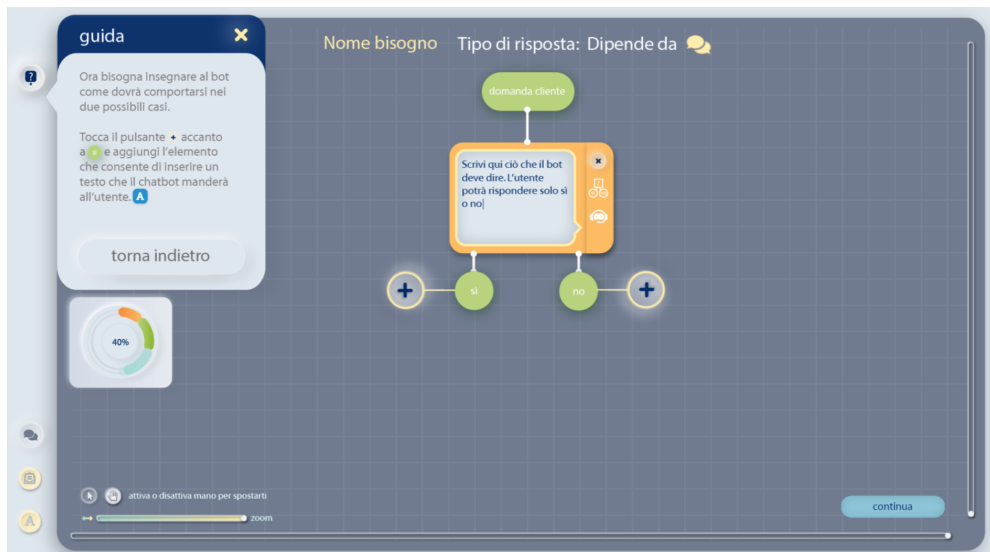 guida
Nome bisogno Tipo di risposta: Dipende da
Ora bisogna insegnare al bot
come dovrà comportarsi nei
due possibili casi.
Tocca il pulsante + accanto
a e aggiungi l'elemento
che consente di inserire un
testo che il chatbot manderà
all'utente. A
torna indietro
domanda cliente
Scrivi qui ciò che il bot
deve dire. L'utente
potrà rispondere solo sì
o no
sì
no
40%
attiva o disattiva mano per spostarti
zoom
A
continua